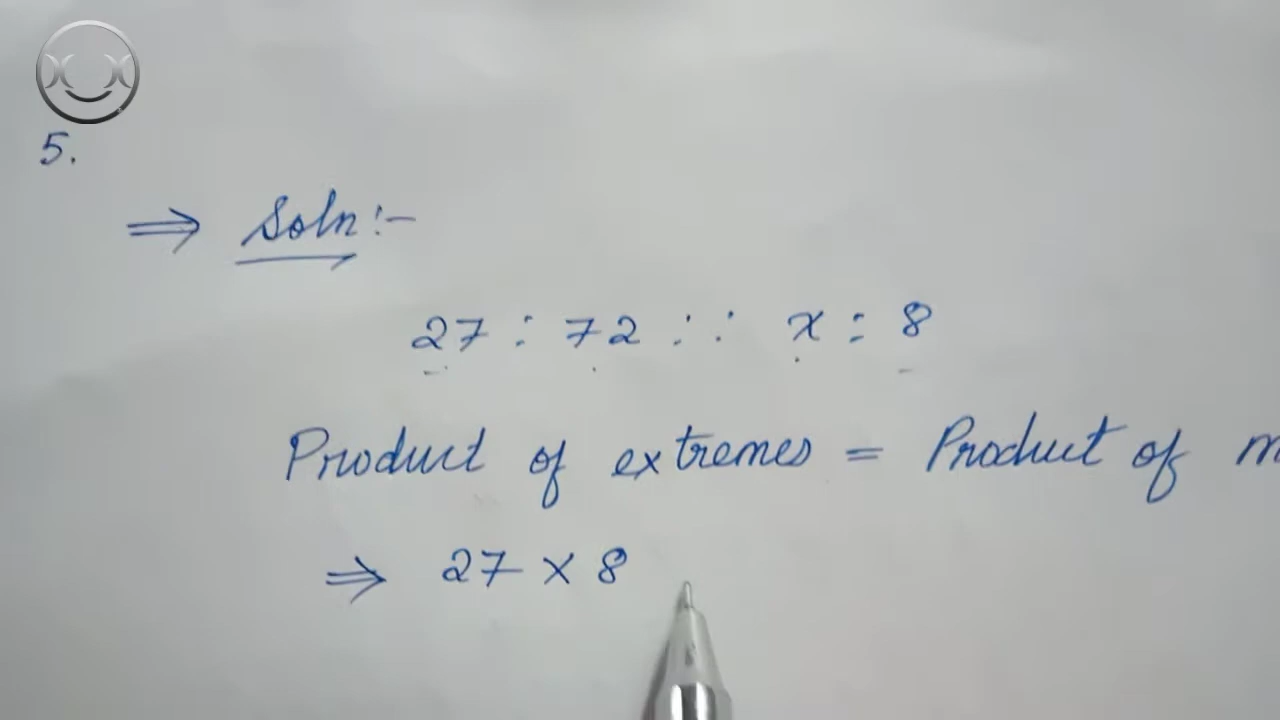 5.
⇒ Soln :-
27 : 72 :: x : 8
Product of extremes = Product of m
⇒ 27 × 8